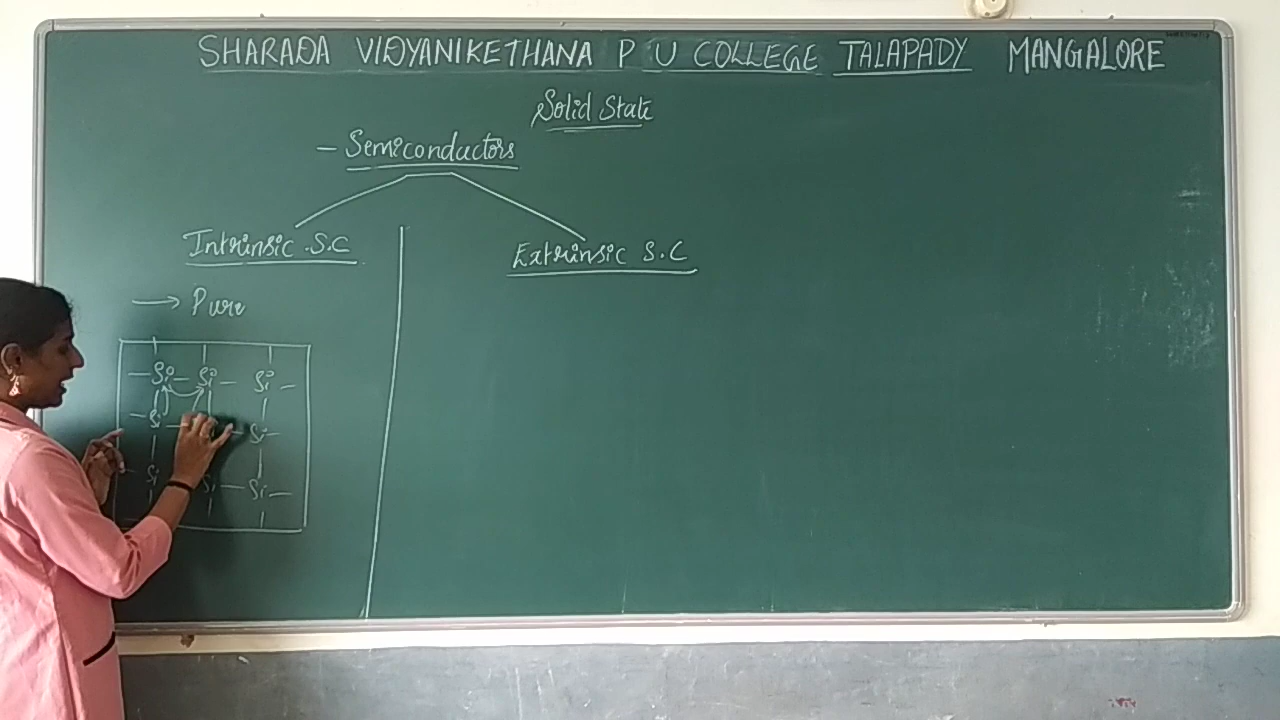 SHARADA VIDYANIKETHANA P U COLLEGE TALAPADY MANGALORE
Solid State
– Semiconductors
Intrinsic S.C
Extrinsic S.C
→ Pure
– Si – Si – Si –
– Si – – Si –
Si Si – Si –